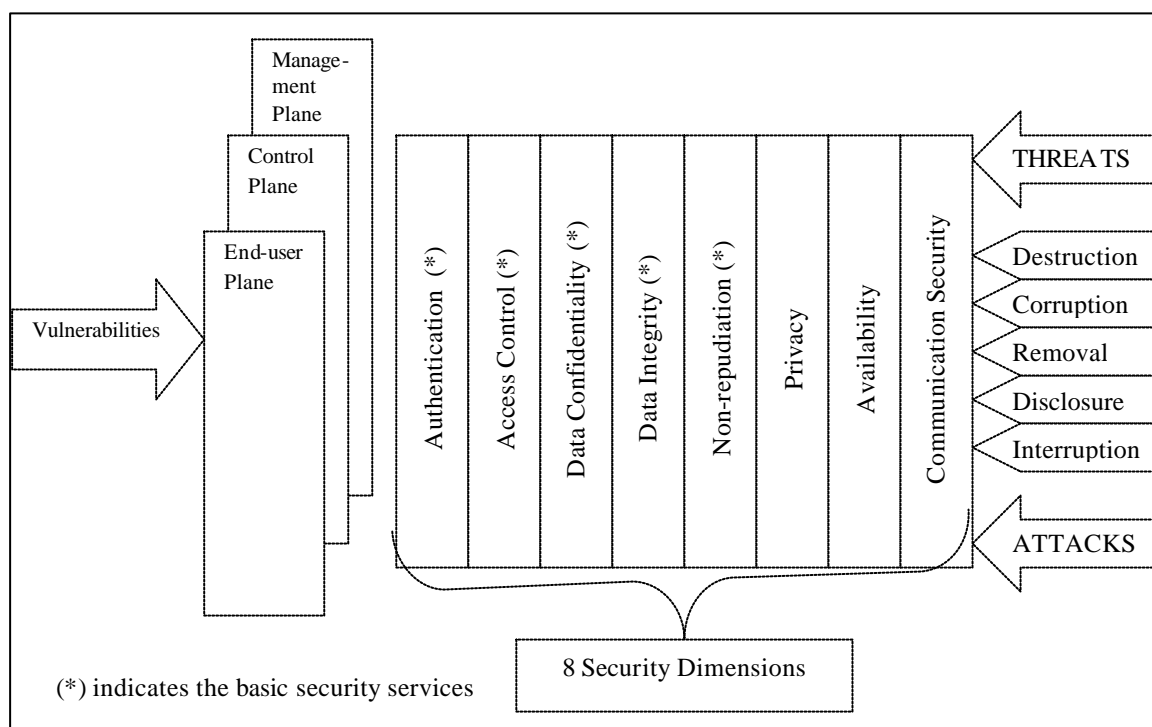 Manage-
ment
Plane
Control
Plane
End-user
Plane
Vulnerabilities
Authentication (*)
Access Control (*)
Data Confidentiality (*)
Data Integrity (*)
Non-repudiation (*)
Privacy
Availability
Communication Security
THREATS
Destruction
Corruption
Removal
Disclosure
Interruption
ATTACKS
8 Security Dimensions
(*) indicates the basic security services